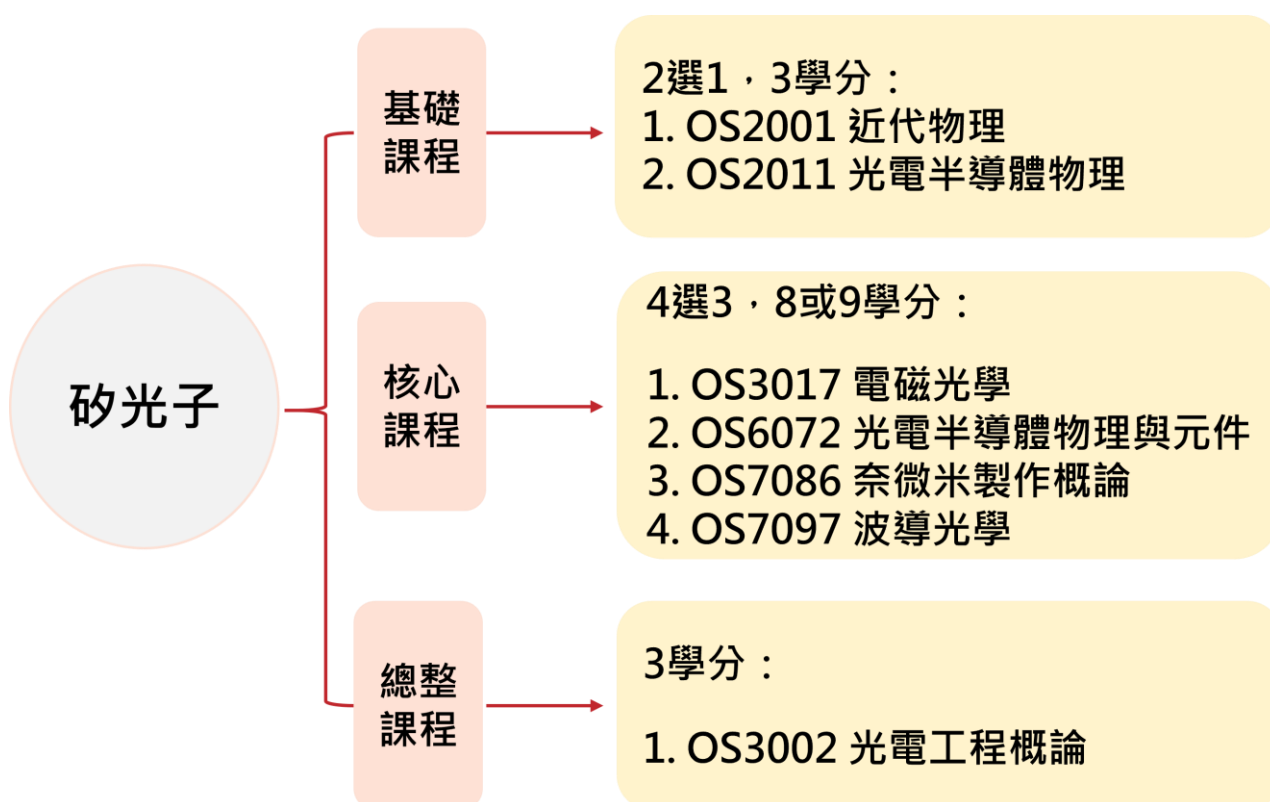 矽光子
基礎
課程
2選1，3學分：
1. OS2001 近代物理
2. OS2011 光電半導體物理
核心
課程
4選3，8或9學分：
1. OS3017 電磁光學
2. OS6072 光電半導體物理與元件
3. OS7086 奈微米製作概論
4. OS7097 波導光學
總整
課程
3學分：
1. OS3002 光電工程概論